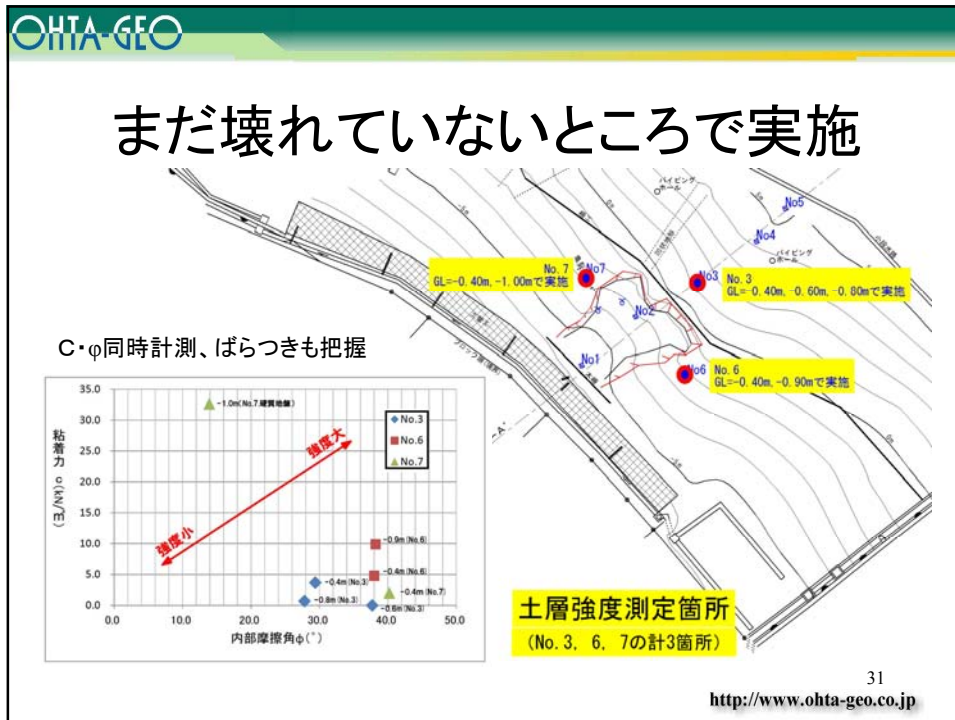 OHTA-GEO
まだ壊れていないところで実施
パイピング
ホール
No5
No4
パイピング
ホール
小段水路
-5m
0m
No. 7
No7
GL=-0.40m, -1.00mで実施
No3
No. 3
GL=-0.40m, -0.60m, -0.80mで実施
No2
No1
No6
No. 6
GL=-0.40m, -0.90mで実施
0m
-5m
C・φ同時計測、ばらつきも把握
35.0
30.0
25.0
20.0
15.0
10.0
5.0
0.0
粘着力 c(kN/㎡)
-1.0m(No.7.硬質地盤)
No.3
No.6
No.7
強度大
強度小
-0.9m(No.6)
-0.4m(No.6)
-0.4m(No.3)
-0.4m(No.7)
-0.8m(No.3)
-0.6m(No.3)
0.0 10.0 20.0 30.0 40.0 50.0
内部摩擦角φ(°)
土層強度測定箇所
(No. 3, 6, 7の計3箇所)
31
http://www.ohta-geo.co.jp